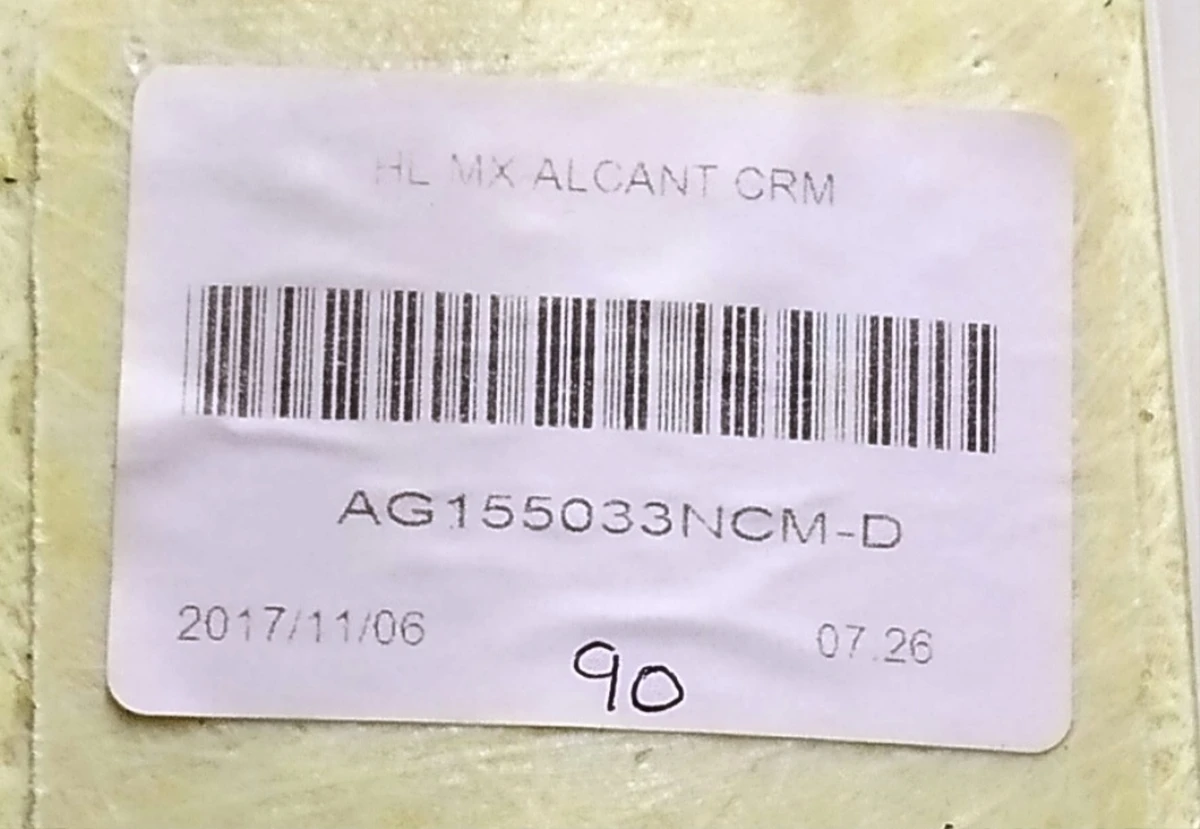 HL MX ALCANT CRM
AG155033NCM-D
2017/11/06 07.26
90